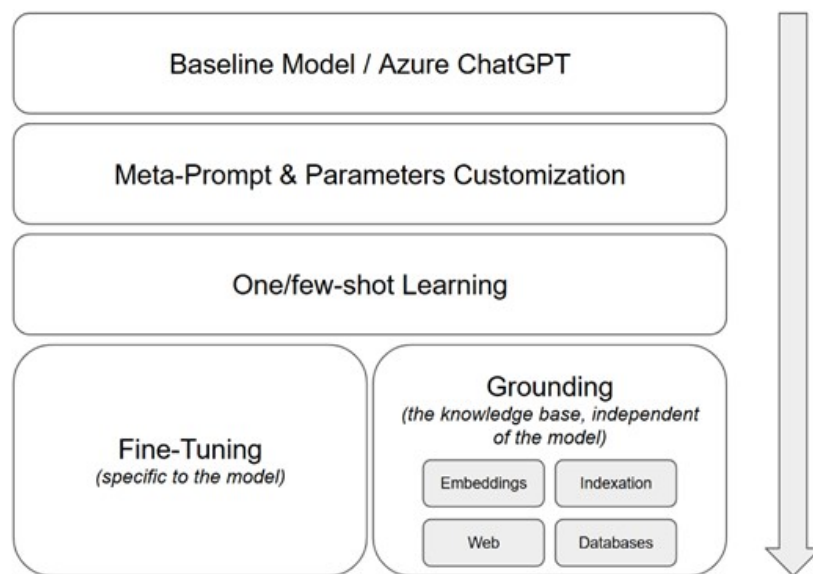 Baseline Model / Azure ChatGPT
Meta-Prompt & Parameters Customization
One/few-shot Learning
Fine-Tuning
(specific to the model)
Grounding
(the knowledge base, independent
of the model)
Embeddings
Indexation
Web
Databases